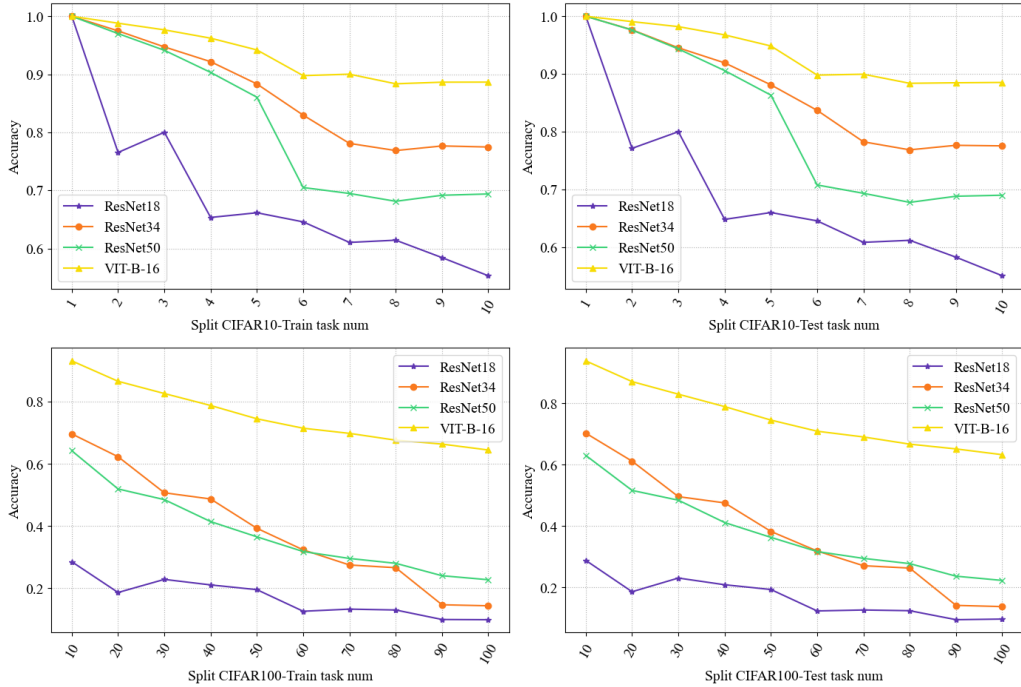 1.0
0.9
0.8
0.7
0.6
Accuracy
ResNet18
ResNet34
ResNet50
VIT-B-16
1 2 3 4 5 6 7 8 9 10
Split CIFAR10-Train task num
1.0
0.9
0.8
0.7
0.6
Accuracy
ResNet18
ResNet34
ResNet50
VIT-B-16
1 2 3 4 5 6 7 8 9 10
Split CIFAR10-Test task num
0.8
0.6
0.4
0.2
Accuracy
ResNet18
ResNet34
ResNet50
VIT-B-16
10 20 30 40 50 60 70 80 90 100
Split CIFAR100-Train task num
0.8
0.6
0.4
0.2
Accuracy
ResNet18
ResNet34
ResNet50
VIT-B-16
10 20 30 40 50 60 70 80 90 100
Split CIFAR100-Test task num